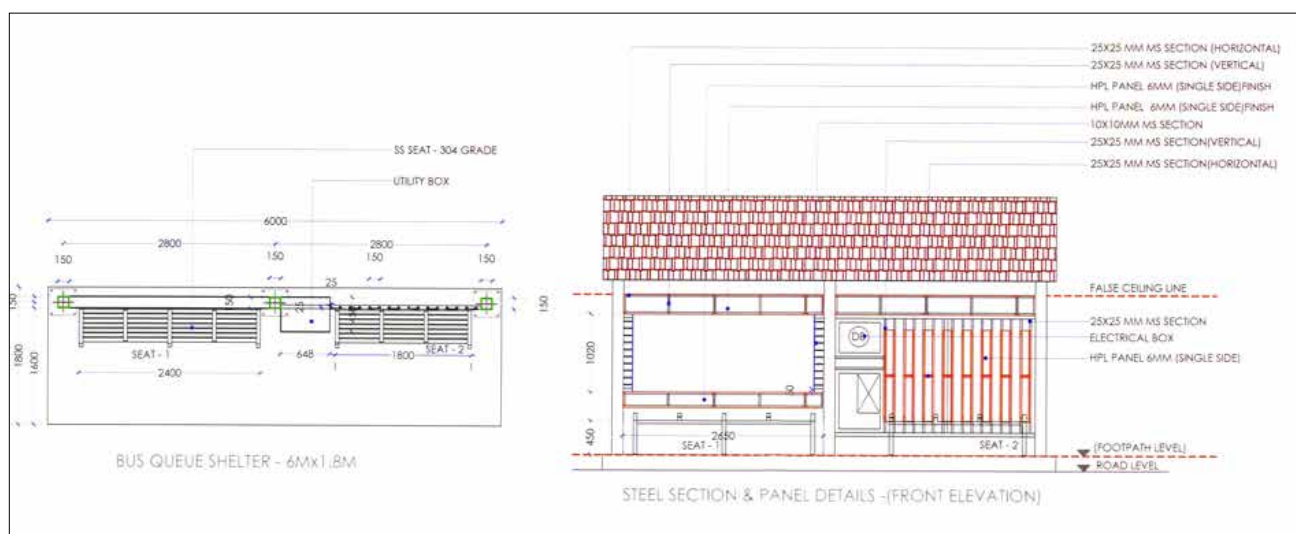 SS SEAT - 304 GRADE
UTILITY BOX
6000
2800
2800
150
150
150
25
150
50
25
150
SEAT - 1
648
1800
SEAT - 2
2400
1800
1600
BUS QUEUE SHELTER - 6Mx1.8M
25X25 MM MS SECTION (HORIZONTAL)
25X25 MM MS SECTION (VERTICAL)
HPL PANEL 6MM (SINGLE SIDE)FINISH
HPL PANEL 6MM (SINGLE SIDE)FINISH
10X10MM MS SECTION
25X25 MM MS SECTION(VERTICAL)
25X25 MM MS SECTION(HORIZONTAL)
FALSE CEILING LINE
25X25 MM MS SECTION
DB
ELECTRICAL BOX
HPL PANEL 6MM (SINGLE SIDE)
1020
50
450
SEAT - 1
2650
SEAT - 2
(FOOTPATH LEVEL)
ROAD LEVEL
STEEL SECTION & PANEL DETAILS -(FRONT ELEVATION)